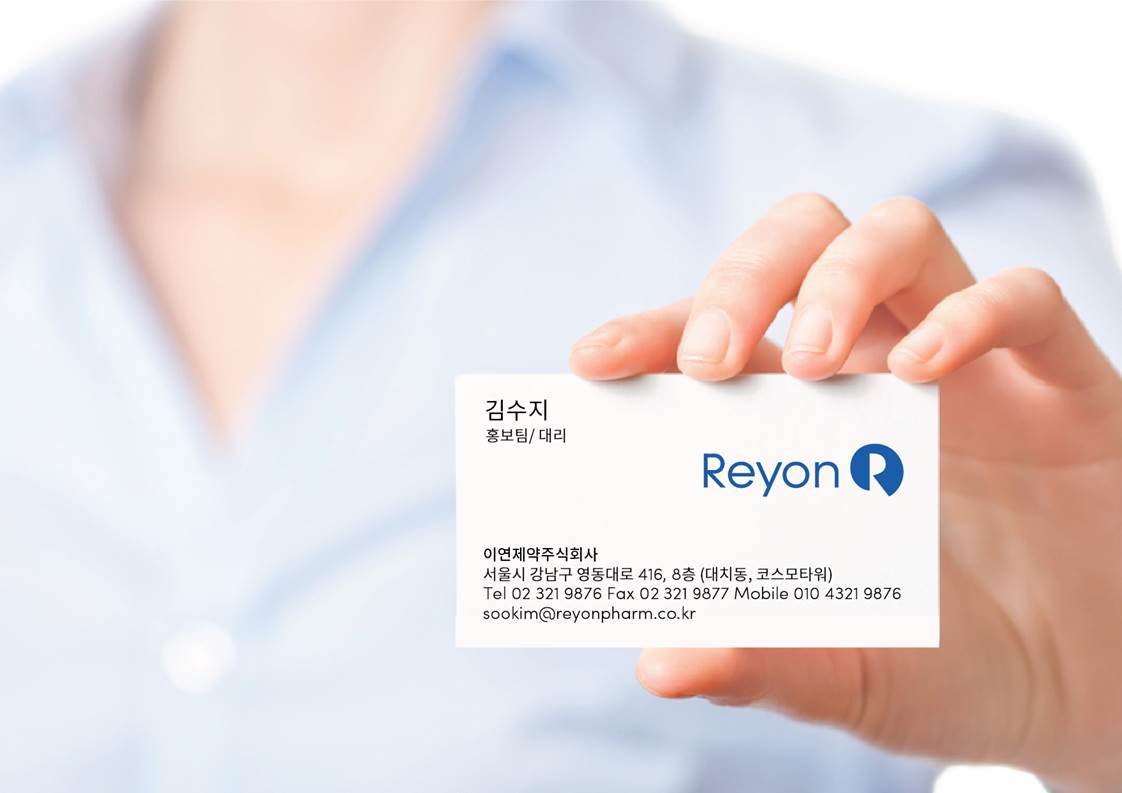 김수지
홍보팀/ 대리
Reyon
이연제약주식회사
서울시 강남구 영동대로 416, 8층 (대치동, 코스모타워)
Tel 02 321 9876 Fax 02 321 9877 Mobile 010 4321 9876
sookim@reyonpharm.co.kr